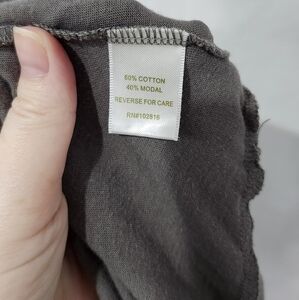 60% COTTON
40% MODAL
REVERSE FOR CARE
RN#102816